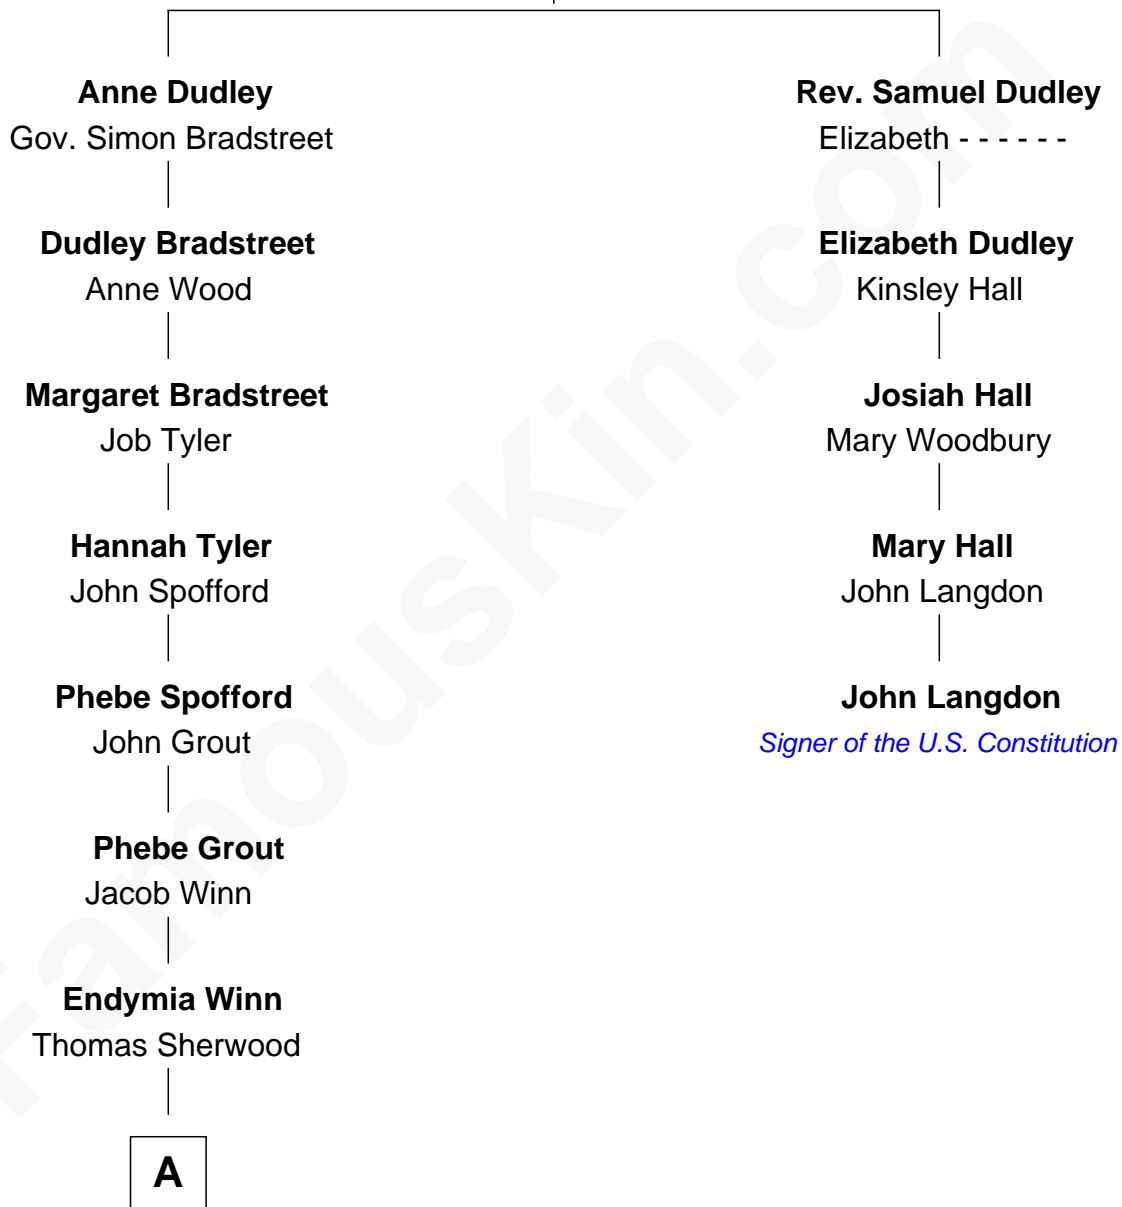 Anne Dudley
Gov. Simon Bradstreet
Dudley Bradstreet
Anne Wood
Margaret Bradstreet
Job Tyler
Hannah Tyler
John Spofford
Phebe Spofford
John Grout
Phebe Grout
Jacob Winn
Endymia Winn
Thomas Sherwood
A
Rev. Samuel Dudley
Elizabeth - - - - - -
Elizabeth Dudley
Kinsley Hall
Josiah Hall
Mary Woodbury
Mary Hall
John Langdon
John Langdon
Signer of the U.S. Constitution
FamousKin.com